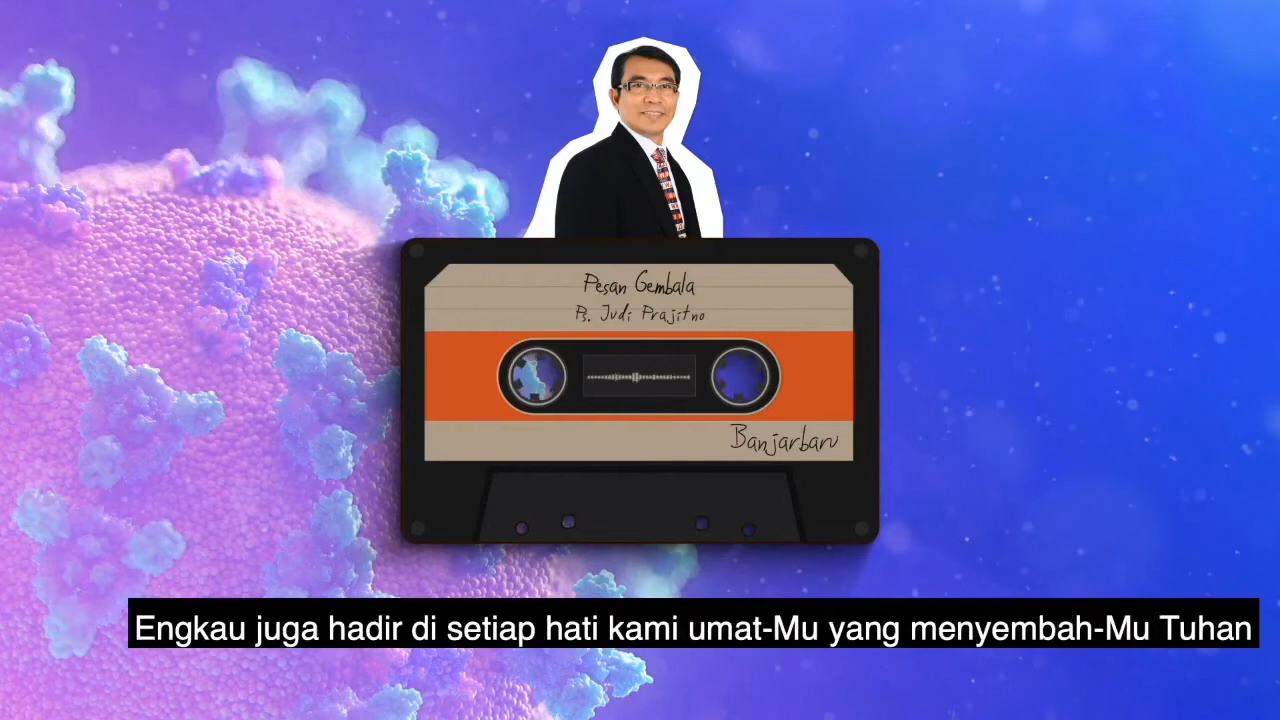 Pesan Gembala
Ps. Judi Prajitno
Banjarbaru
Engkau juga hadir di setiap hati kami umat-Mu yang menyembah-Mu Tuhan